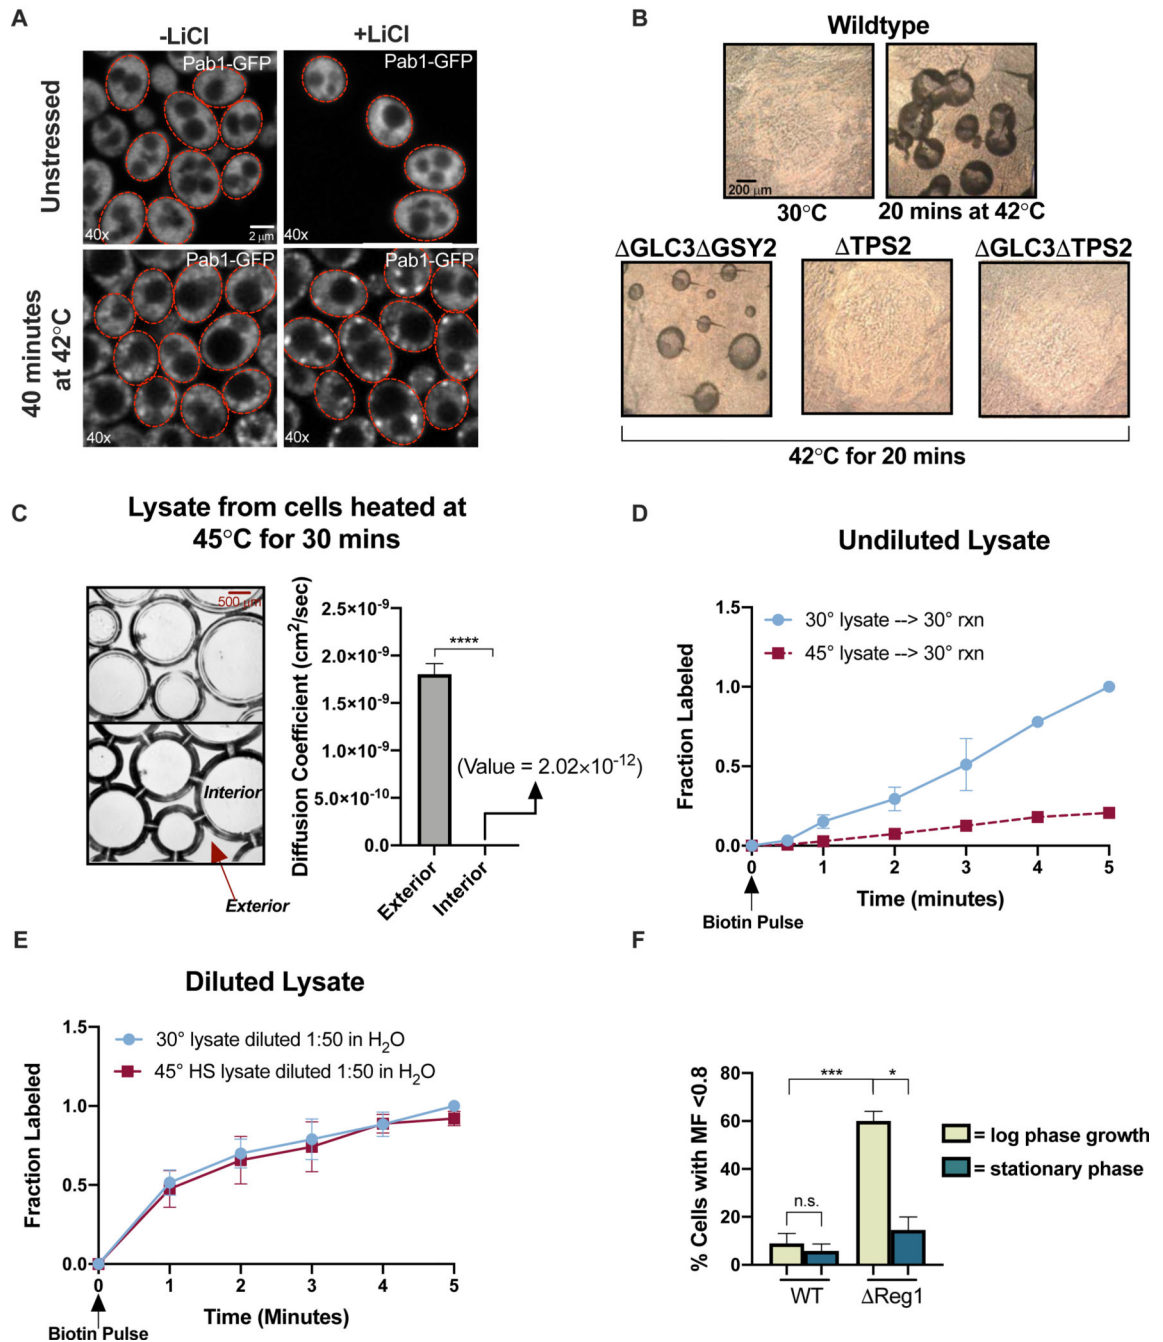 A
-LiCl
+LiCl
Unstressed
Pab1-GFP
Pab1-GFP
40x
2 μm
40x
40 minutes
at 42°C
Pab1-GFP
Pab1-GFP
40x
40x
B
Wildtype
200 μm
30°C
20 mins at 42°C
ΔGLC3ΔGSY2
ΔTPS2
ΔGLC3ΔTPS2
42°C for 20 mins
C
Lysate from cells heated at
45°C for 30 mins
500 μm
Interior
Exterior
Diffusion Coefficient (cm²/sec)
2.5×10⁻⁹
2.0×10⁻⁹
1.5×10⁻⁹
1.0×10⁻⁹
5.0×10⁻¹⁰
0.0
****
(Value = 2.02×10⁻¹²)
Exterior
Interior
D
Undiluted Lysate
Fraction Labeled
1.5
1.0
0.5
0.0
30° lysate --> 30° rxn
45° lysate --> 30° rxn
0 1 2 3 4 5
Time (minutes)
Biotin Pulse
E
Diluted Lysate
Fraction Labeled
1.5
1.0
0.5
0.0
30° lysate diluted 1:50 in H₂O
45° HS lysate diluted 1:50 in H₂O
0 1 2 3 4 5
Time (Minutes)
Biotin Pulse
F
% Cells with MF <0.8
80
60
40
20
0
***
*
n.s.
WT
ΔReg1
= log phase growth
= stationary phase